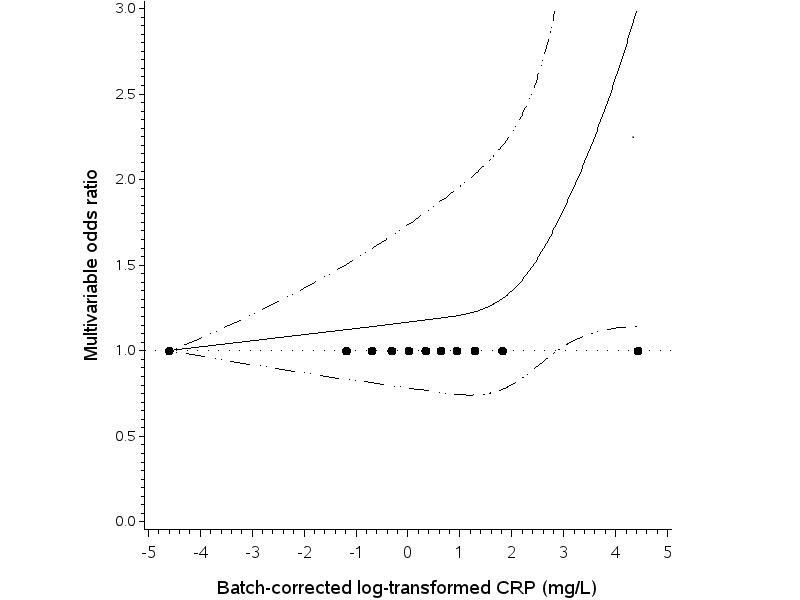 3.0
2.5
2.0
1.5
1.0
0.5
0.0
Multivariable odds ratio
-5 -4 -3 -2 -1 0 1 2 3 4 5
Batch-corrected log-transformed CRP (mg/L)